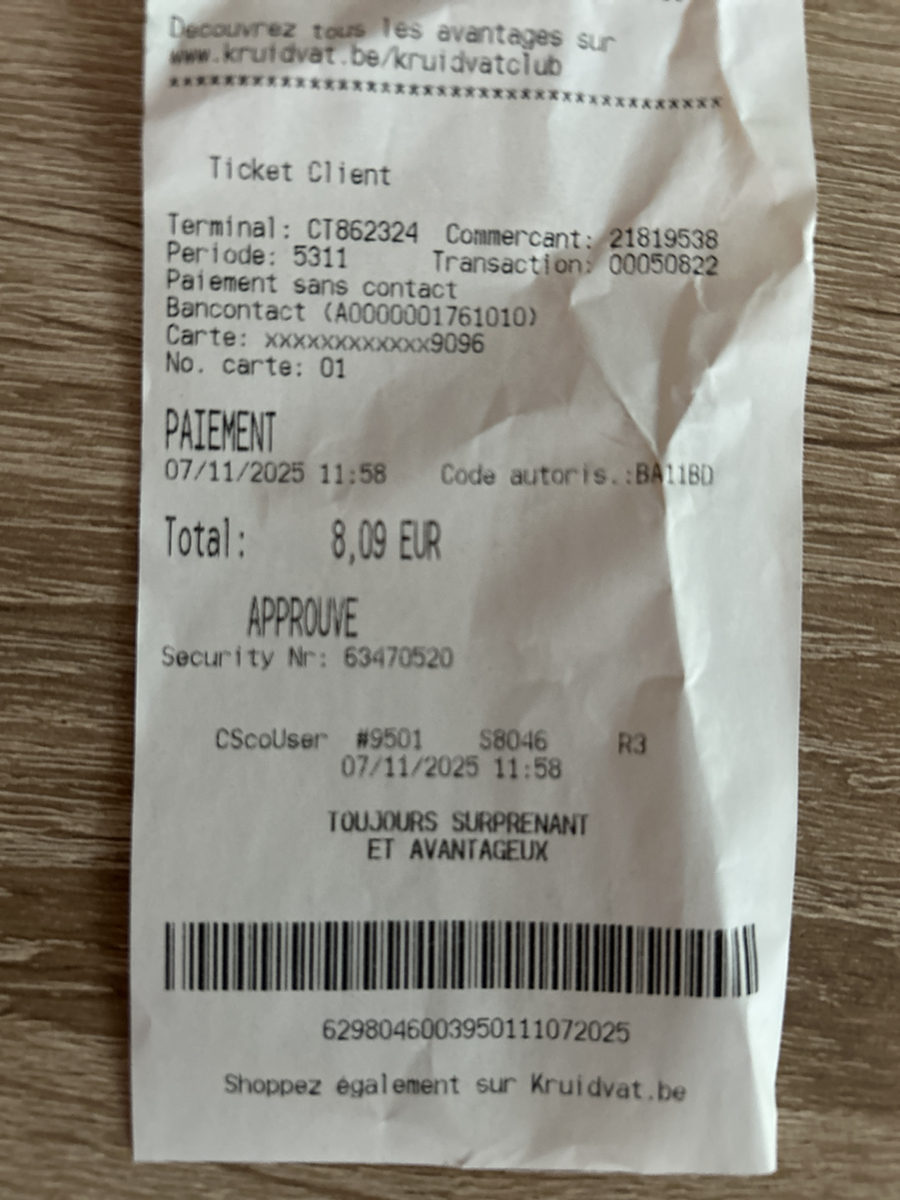 Decouvrez tous les avantages sur
www.kruidvat.be/kruidvatclub
****************************************
Ticket Client
Terminal: CT862324 Commercant: 21819538
Periode: 5311 Transaction: 00050822
Paiement sans contact
Bancontact (A0000001761010)
Carte: xxxxxxxxxxxx9096
No. carte: 01
PAIEMENT
07/11/2025 11:58 Code autoris.:BA11BD
Total: 8,09 EUR
APPROUVE
Security Nr: 63470520
CScoUser #9501 S8046 R3
07/11/2025 11:58
TOUJOURS SURPRENANT
ET AVANTAGEUX
6298046003950111072025
Shoppez également sur Kruidvat.be